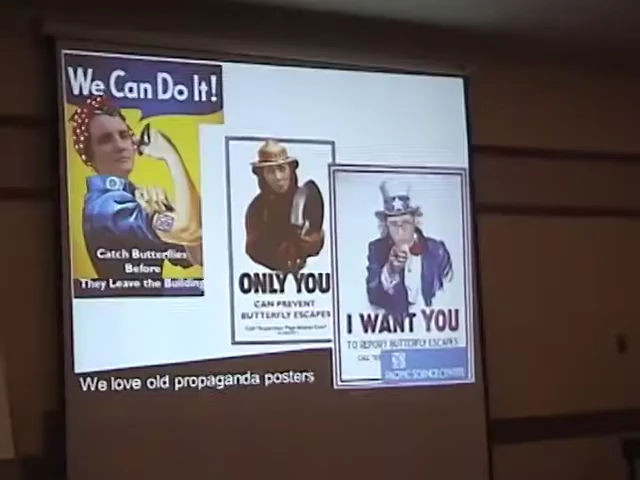 We Can Do It!
Catch Butterflies
Before
They Leave the Building
ONLY YOU
CAN PREVENT
BUTTERFLY ESCAPES
I WANT YOU
TO REPORT BUTTERFLY ESCAPES
PACIFIC SCIENCE CENTER
We love old propaganda posters